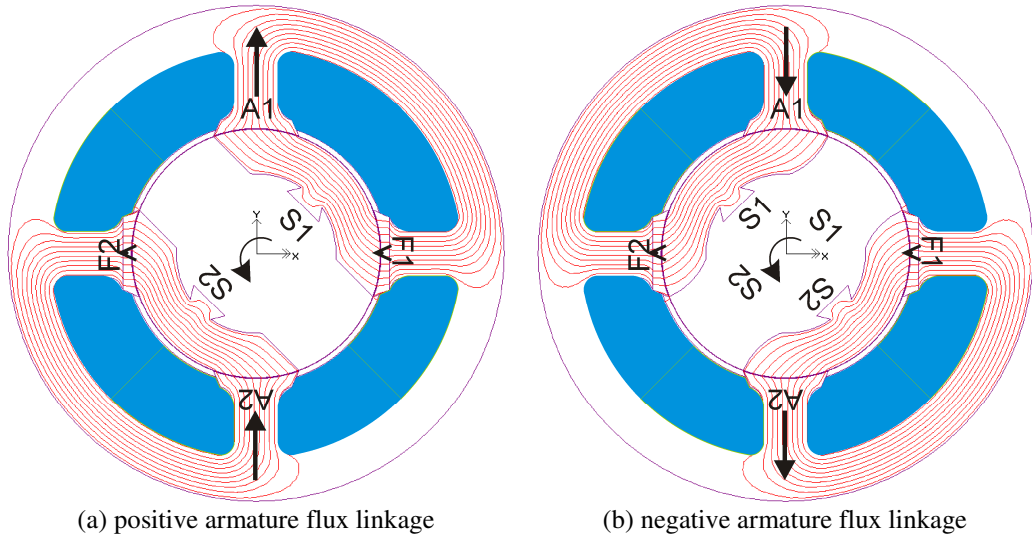 A1
S1
Y
X
F2
F1
S2
A2
A1
S1
S1
Y
X
F2
F1
S2
S2
A2
(a) positive armature flux linkage
(b) negative armature flux linkage